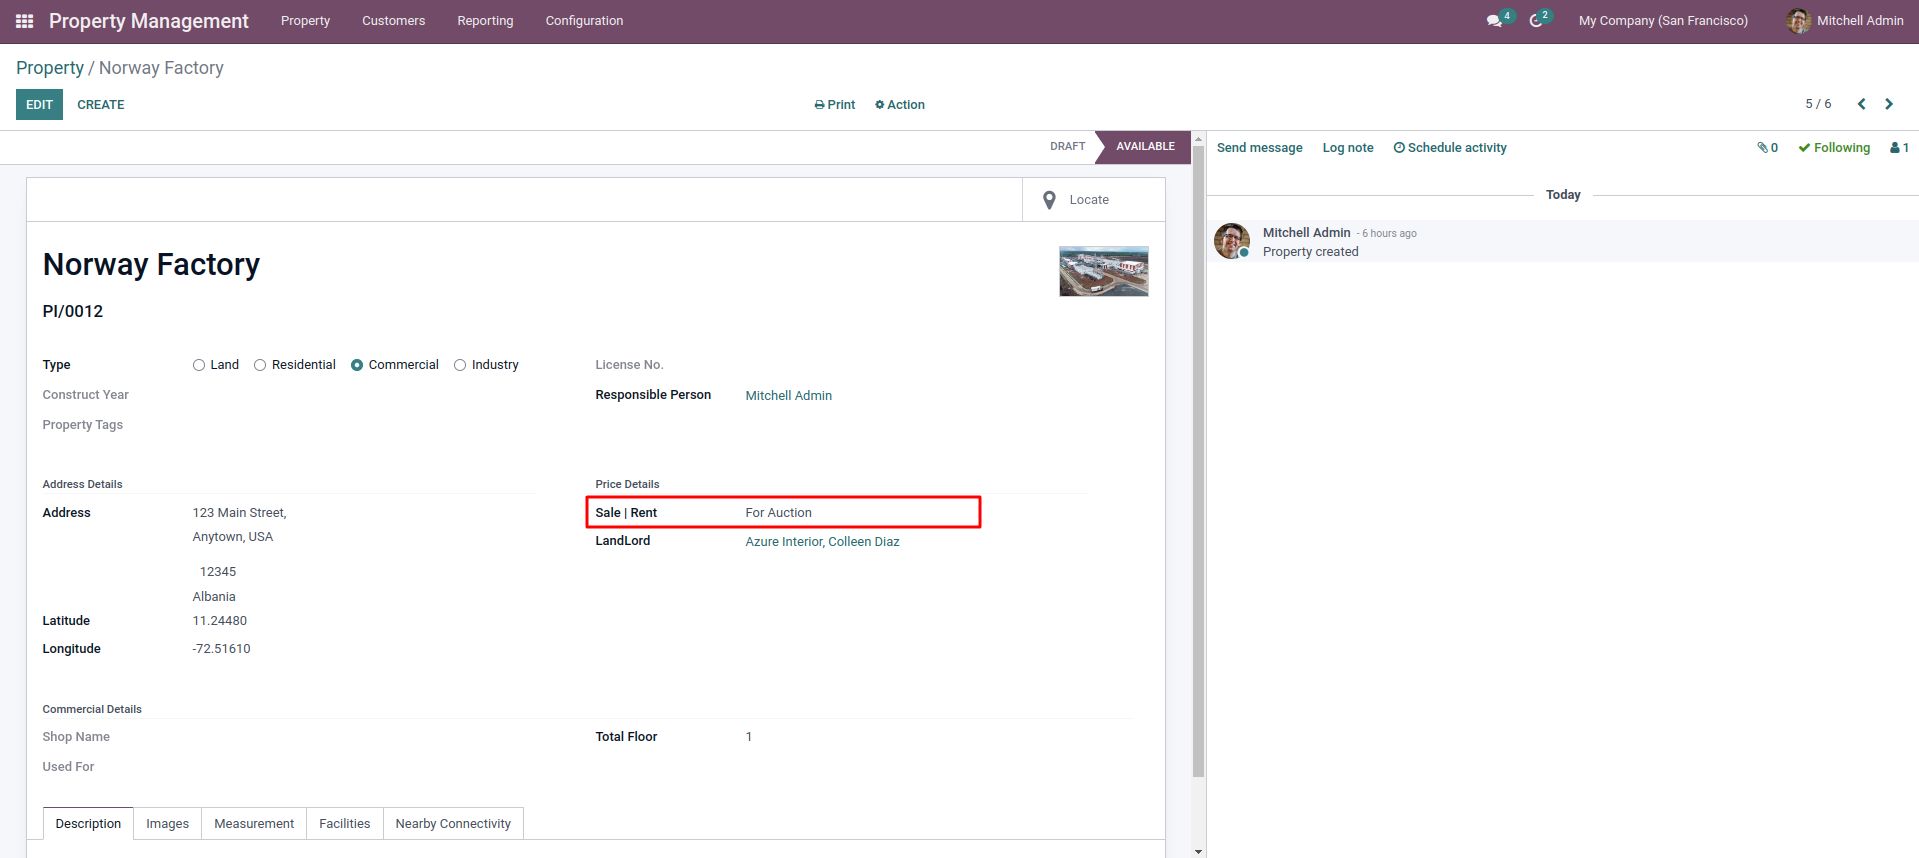 Property Management Property Customers Reporting Configuration 4 2 My Company (San Francisco) Mitchell Admin
Property / Norway Factory
EDIT CREATE Print Action 5 / 6
DRAFT AVAILABLE
Send message Log note Schedule activity 0 Following 1
Locate
Today
Mitchell Admin - 6 hours ago
Property created
Norway Factory
PI/0012
Type Land Residential Commercial Industry
License No.
Construct Year
Responsible Person Mitchell Admin
Property Tags
Address Details
Address 123 Main Street,
Anytown, USA
12345
Albania
Latitude 11.24480
Longitude -72.51610
Price Details
Sale | Rent For Auction
LandLord Azure Interior, Colleen Diaz
Commercial Details
Shop Name
Total Floor 1
Used For
Description Images Measurement Facilities Nearby Connectivity